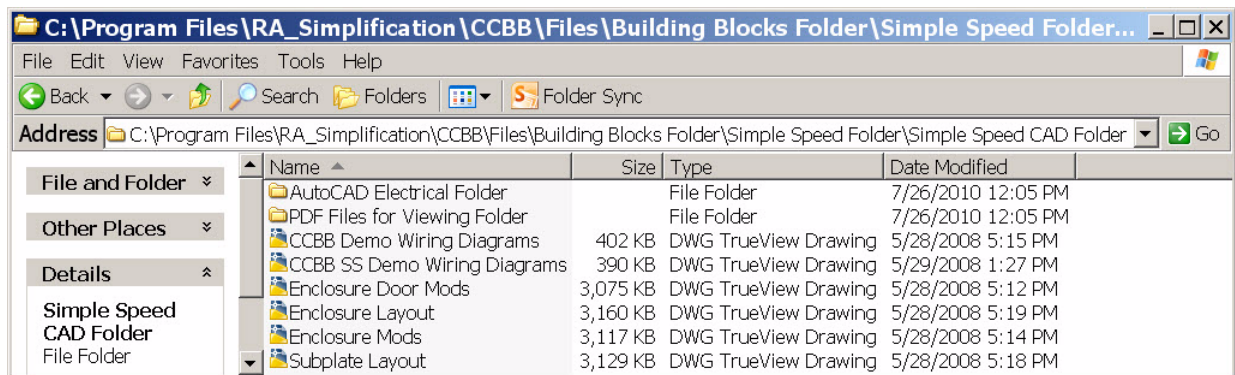 C:\Program Files\RA_Simplification\CCBB\Files\Building Blocks Folder\Simple Speed Folder...
File Edit View Favorites Tools Help
Back Search Folders Folder Sync
Address C:\Program Files\RA_Simplification\CCBB\Files\Building Blocks Folder\Simple Speed Folder\Simple Speed CAD Folder Go
File and Folder
Other Places
Details
Simple Speed
CAD Folder
File Folder
Name Size Type Date Modified
AutoCAD Electrical Folder File Folder 7/26/2010 12:05 PM
PDF Files for Viewing Folder File Folder 7/26/2010 12:05 PM
CCBB Demo Wiring Diagrams 402 KB DWG TrueView Drawing 5/28/2008 5:15 PM
CCBB SS Demo Wiring Diagrams 390 KB DWG TrueView Drawing 5/29/2008 1:27 PM
Enclosure Door Mods 3,075 KB DWG TrueView Drawing 5/28/2008 5:12 PM
Enclosure Layout 3,160 KB DWG TrueView Drawing 5/28/2008 5:19 PM
Enclosure Mods 3,117 KB DWG TrueView Drawing 5/28/2008 5:14 PM
Subplate Layout 3,129 KB DWG TrueView Drawing 5/28/2008 5:18 PM